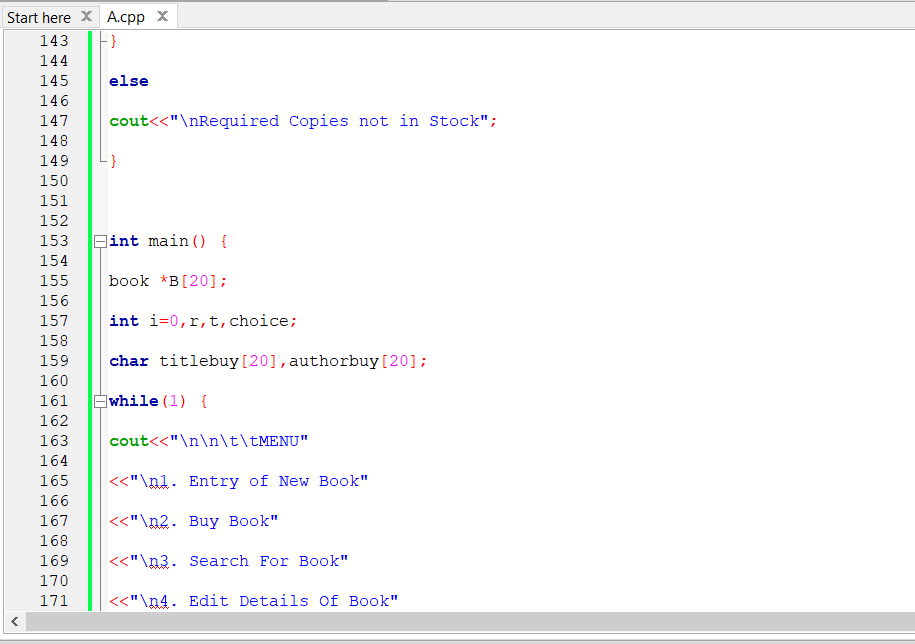 Start here X A.cpp X
143 }
144
145 else
146
147 cout<<"\nRequired Copies not in Stock";
148
149 }
150
151
152
153 int main() {
154
155 book *B[20];
156
157 int i=0,r,t,choice;
158
159 char titlebuy[20],authorbuy[20];
160
161 while(1) {
162
163 cout<<"\n\n\t\tMENU"
164
165 <<"\n1. Entry of New Book"
166
167 <<"\n2. Buy Book"
168
169 <<"\n3. Search For Book"
170
171 <<"\n4. Edit Details Of Book"